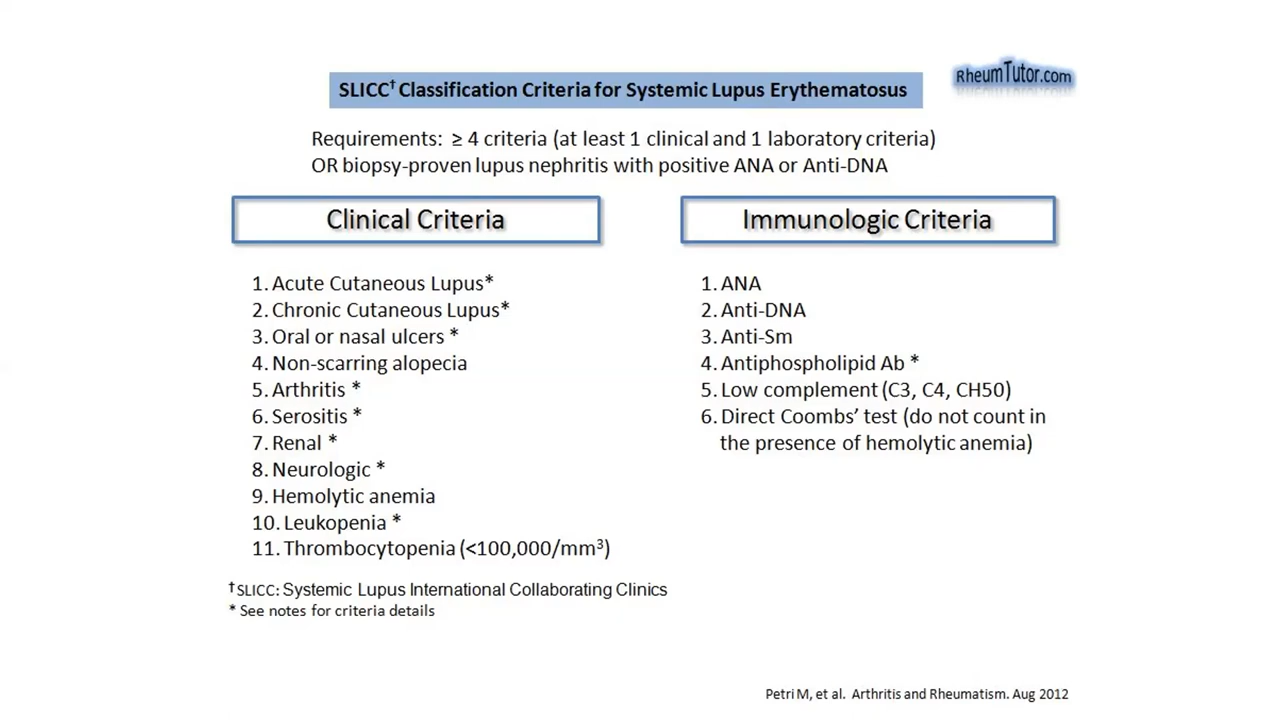 RheumTutor.com
SLICC† Classification Criteria for Systemic Lupus Erythematosus
Requirements: ≥ 4 criteria (at least 1 clinical and 1 laboratory criteria)
OR biopsy-proven lupus nephritis with positive ANA or Anti-DNA
Clinical Criteria
1. Acute Cutaneous Lupus*
2. Chronic Cutaneous Lupus*
3. Oral or nasal ulcers *
4. Non-scarring alopecia
5. Arthritis *
6. Serositis *
7. Renal *
8. Neurologic *
9. Hemolytic anemia
10. Leukopenia *
11. Thrombocytopenia (<100,000/mm³)
Immunologic Criteria
1. ANA
2. Anti-DNA
3. Anti-Sm
4. Antiphospholipid Ab *
5. Low complement (C3, C4, CH50)
6. Direct Coombs’ test (do not count in
the presence of hemolytic anemia)
†SLICC: Systemic Lupus International Collaborating Clinics
* See notes for criteria details
Petri M, et al. Arthritis and Rheumatism. Aug 2012